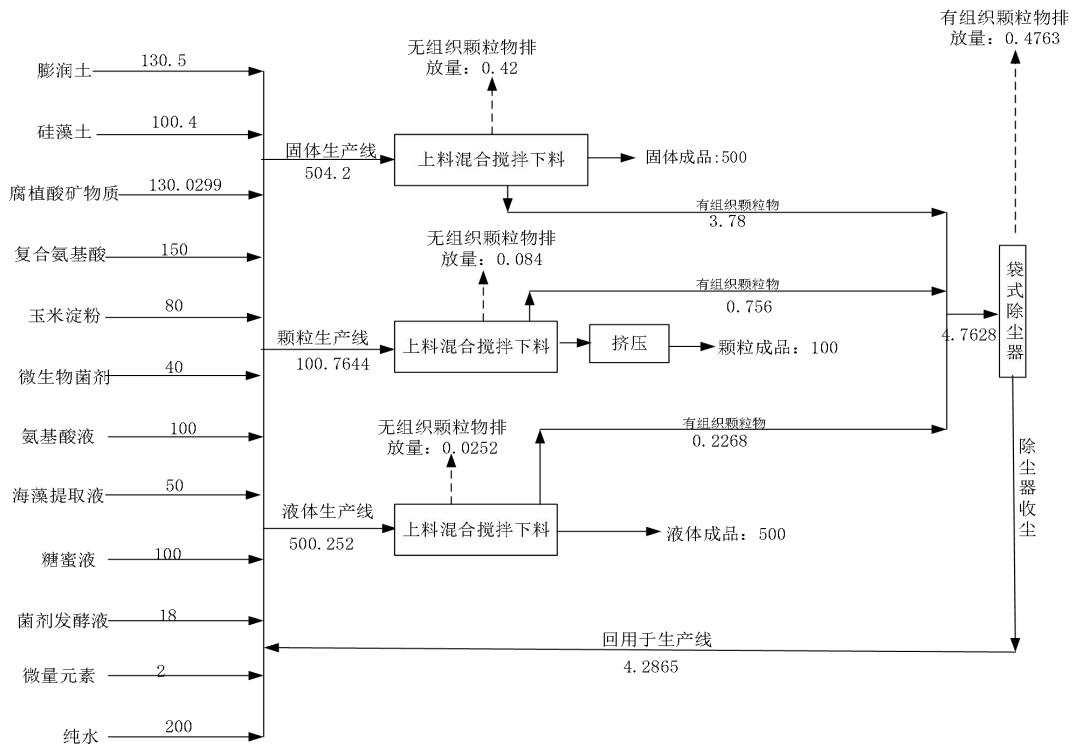 膨润土
130.5
硅藻土
100.4
腐植酸矿物质
130.0299
复合氨基酸
150
玉米淀粉
80
微生物菌剂
40
氨基酸液
100
海藻提取液
50
糖蜜液
100
菌剂发酵液
18
微量元素
2
纯水
200
固体生产线
504.2
无组织颗粒物排
放量：0.42
上料混合搅拌下料
固体成品:500
有组织颗粒物
3.78
颗粒生产线
100.7644
无组织颗粒物排
放量：0.084
上料混合搅拌下料
挤压
颗粒成品：100
有组织颗粒物
0.756
液体生产线
500.252
无组织颗粒物排
放量：0.0252
上料混合搅拌下料
液体成品：500
有组织颗粒物
0.2268
4.7628
袋式除尘器
有组织颗粒物排
放量：0.4763
除尘器收尘
回用于生产线
4.2865